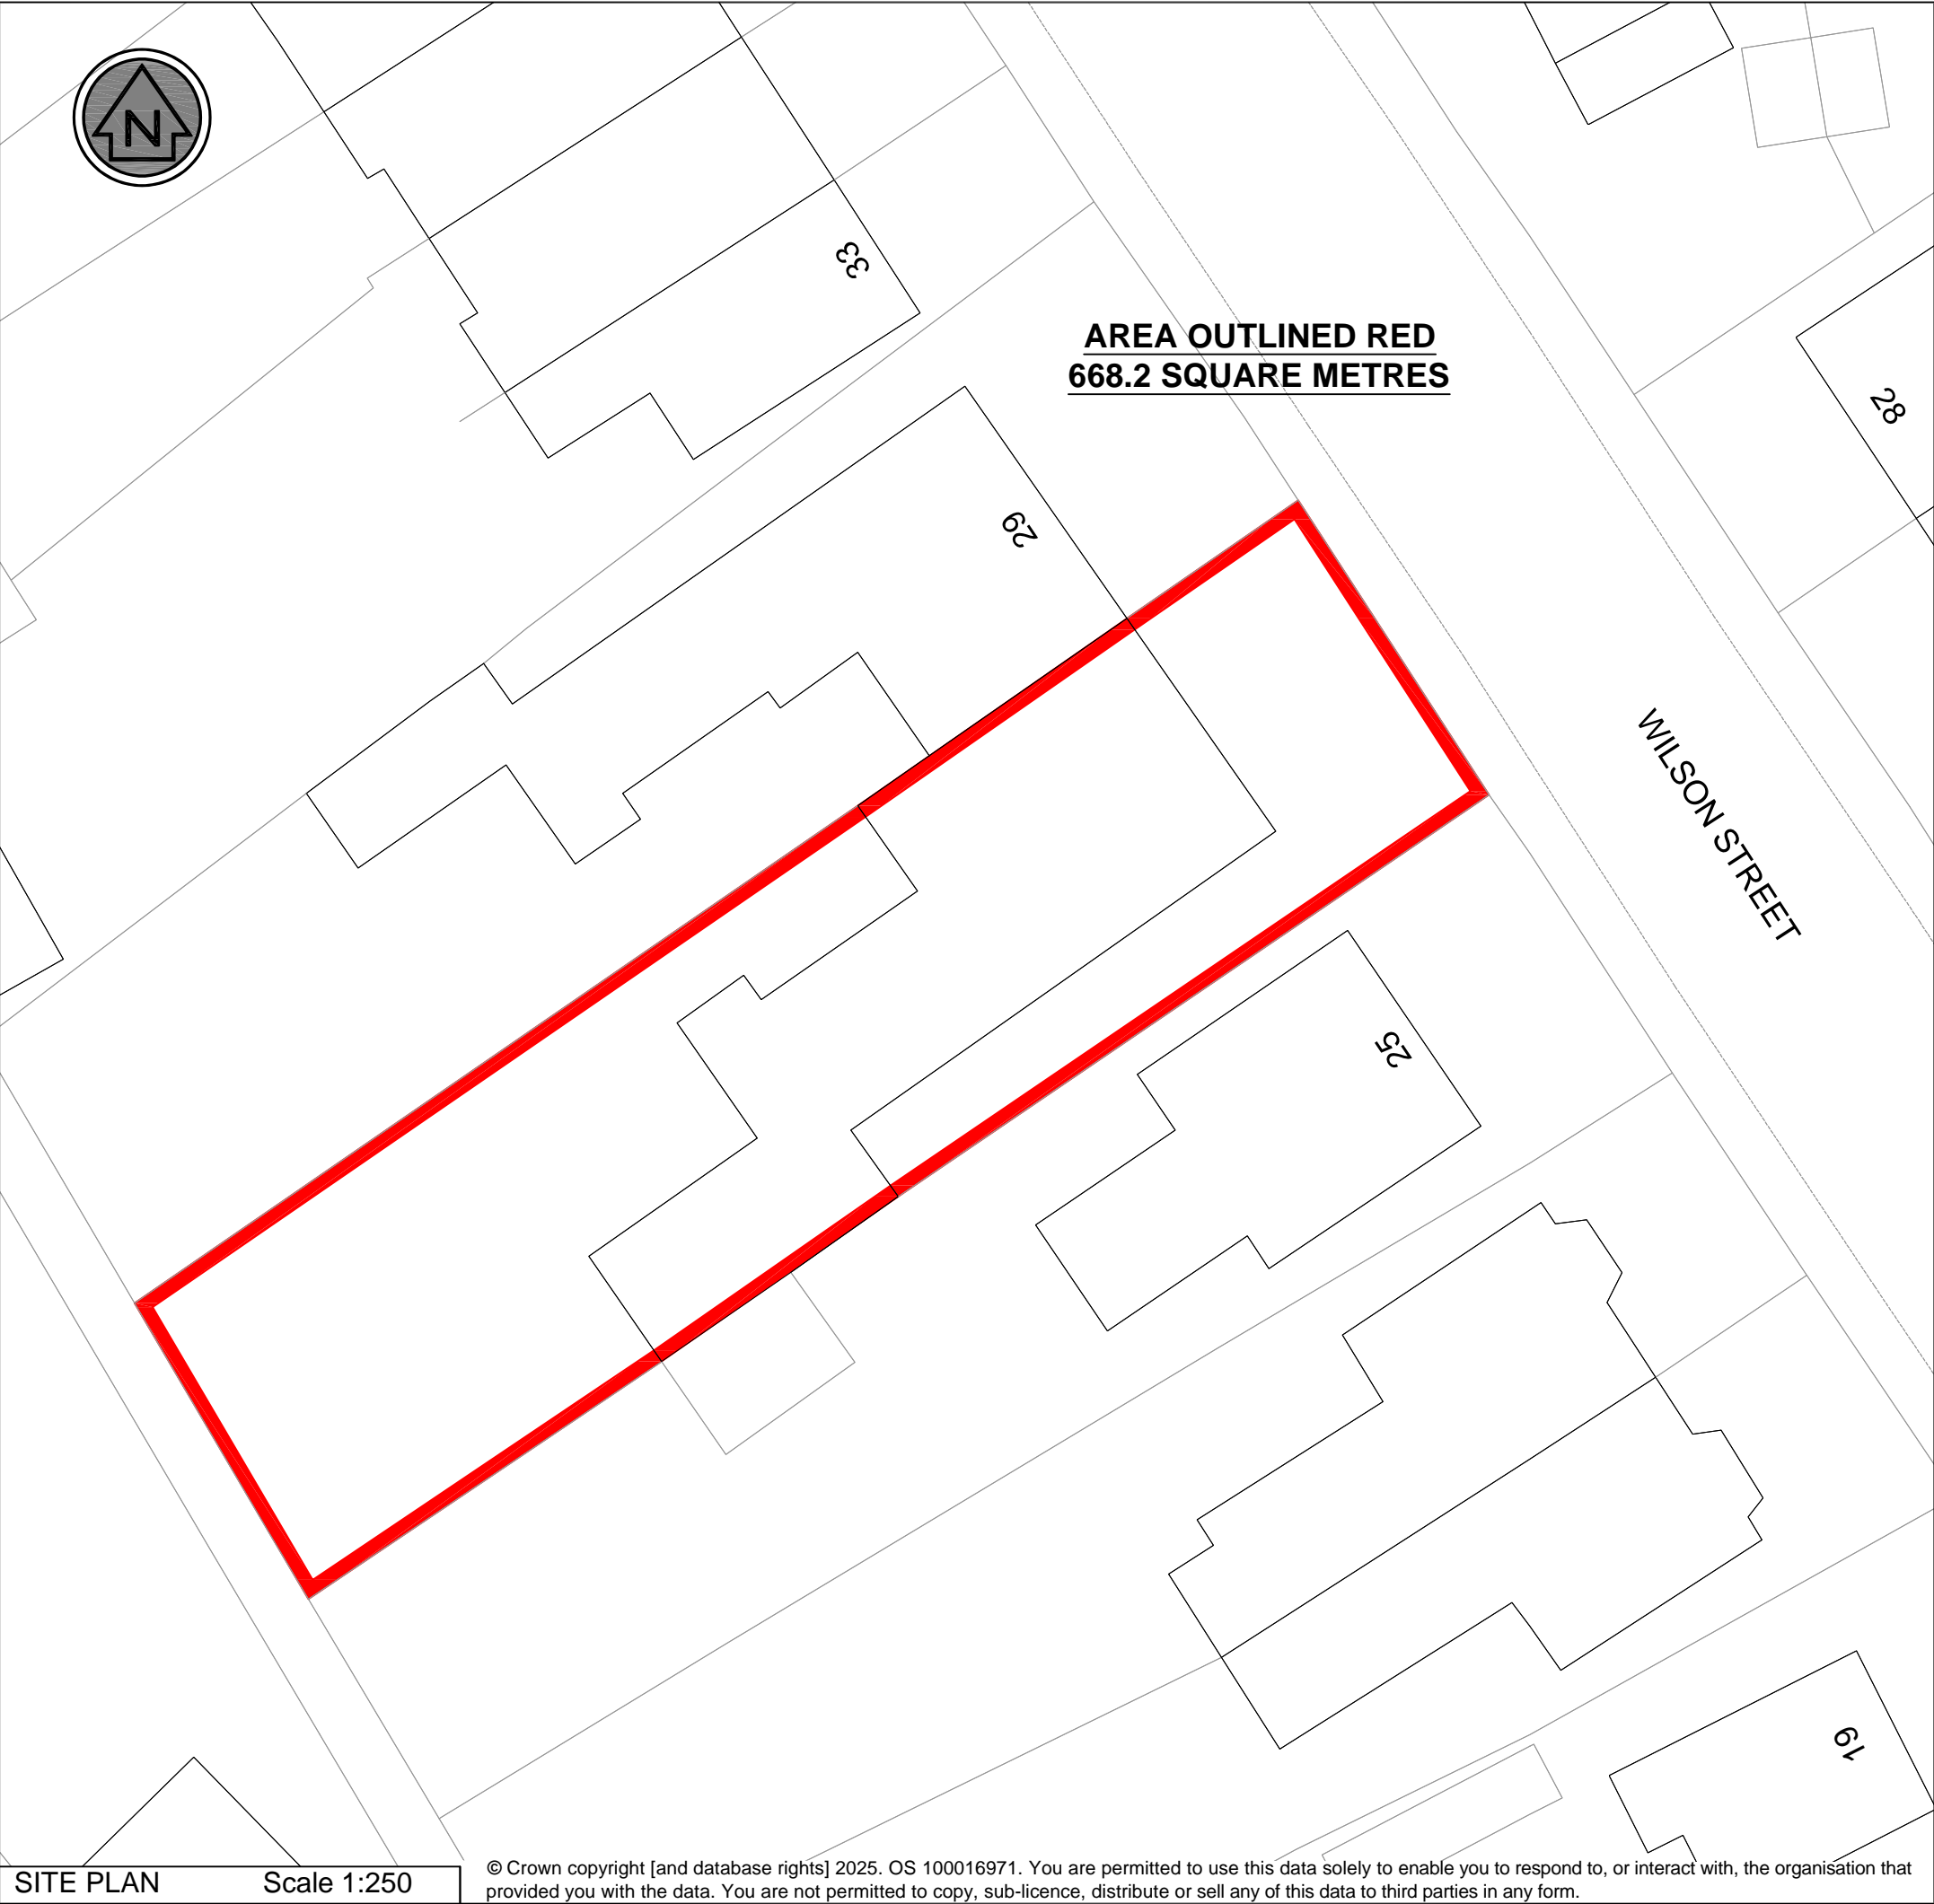 N
33
AREA OUTLINED RED
668.2 SQUARE METRES
28
29
WILSON STREET
25
19
SITE PLAN Scale 1:250
© Crown copyright [and database rights] 2025. OS 100016971. You are permitted to use this data solely to enable you to respond to, or interact with, the organisation that
provided you with the data. You are not permitted to copy, sub-licence, distribute or sell any of this data to third parties in any form.